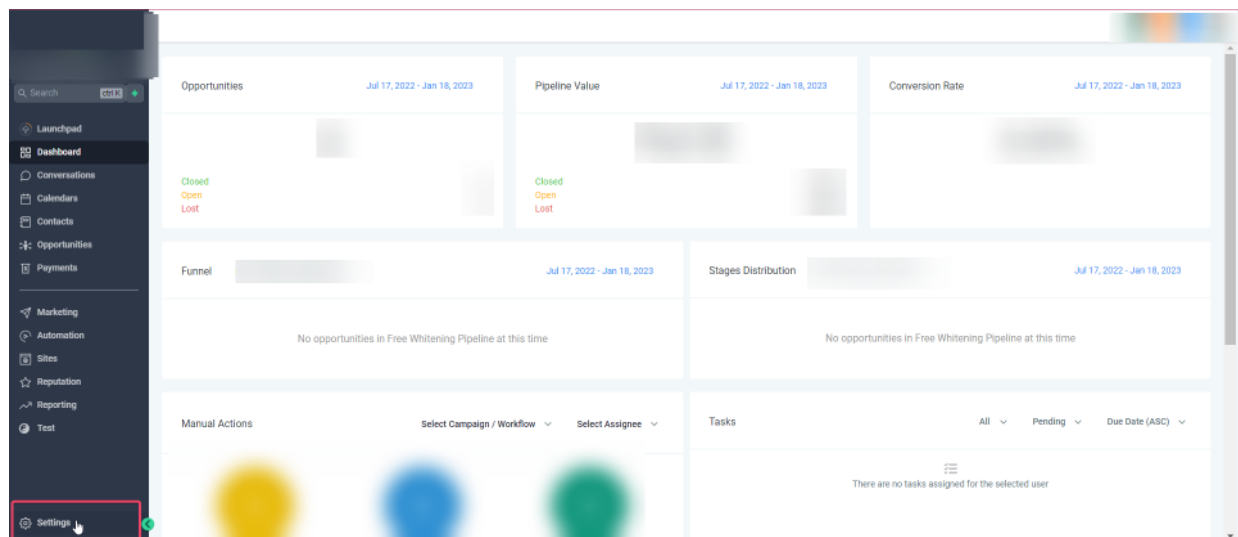 Search
ctrl K
Launchpad
Dashboard
Conversations
Calendars
Contacts
Opportunities
Payments
Marketing
Automation
Sites
Reputation
Reporting
Test
Settings
Opportunities Jul 17, 2022 - Jan 18, 2023
Closed
Open
Lost
Pipeline Value Jul 17, 2022 - Jan 18, 2023
Closed
Open
Lost
Conversion Rate Jul 17, 2022 - Jan 18, 2023
Funnel Jul 17, 2022 - Jan 18, 2023
No opportunities in Free Whitening Pipeline at this time
Stages Distribution Jul 17, 2022 - Jan 18, 2023
No opportunities in Free Whitening Pipeline at this time
Manual Actions Select Campaign / Workflow Select Assignee
Tasks All Pending Due Date (ASC)
There are no tasks assigned for the selected user